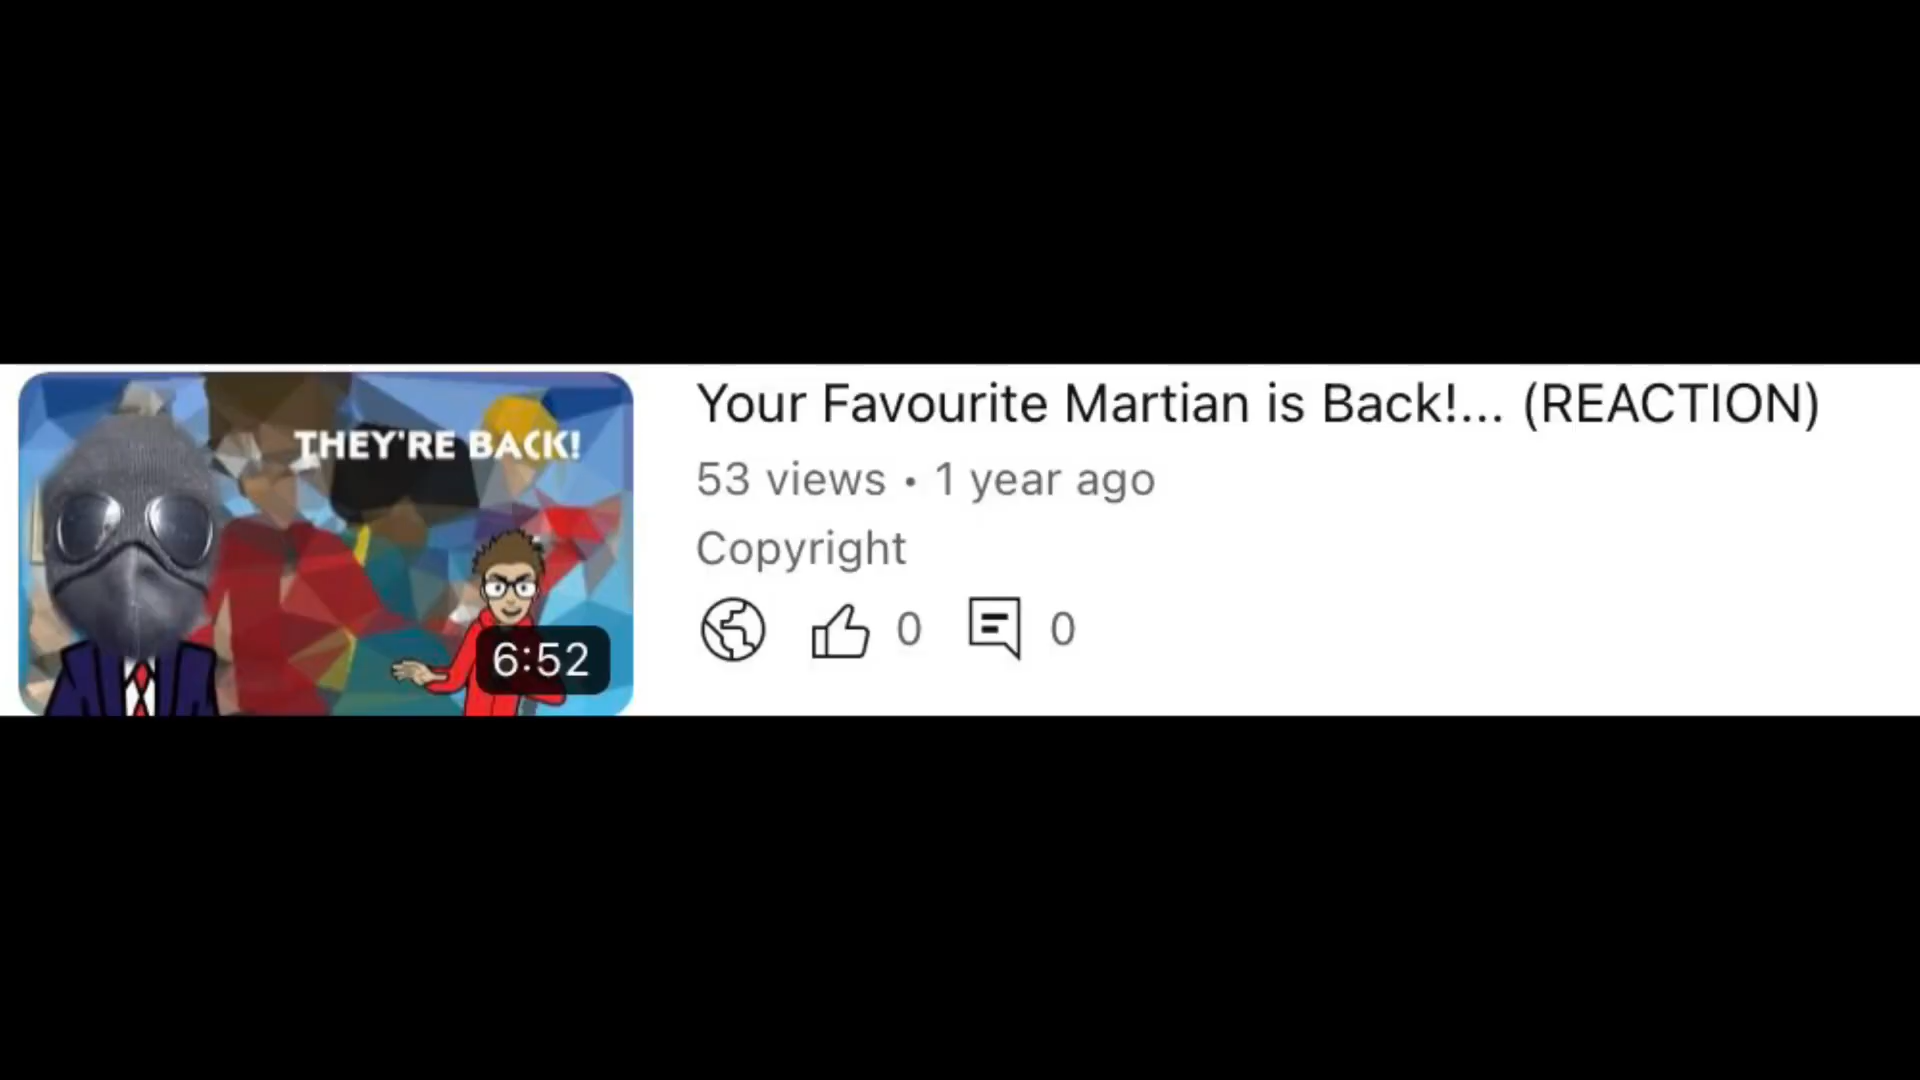 THEY'RE BACK!
6:52
Your Favourite Martian is Back!... (REACTION)
53 views • 1 year ago
Copyright
0 0